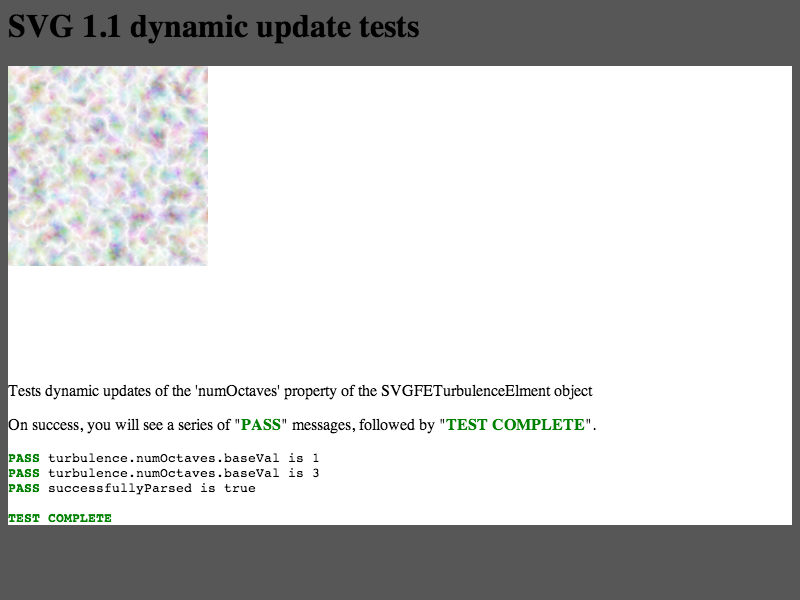 SVG 1.1 dynamic update tests
Tests dynamic updates of the 'numOctaves' property of the SVGFETurbulenceElment object
On success, you will see a series of "PASS" messages, followed by "TEST COMPLETE".
PASS turbulence.numOctaves.baseVal is 1
PASS turbulence.numOctaves.baseVal is 3
PASS successfullyParsed is true
TEST COMPLETE